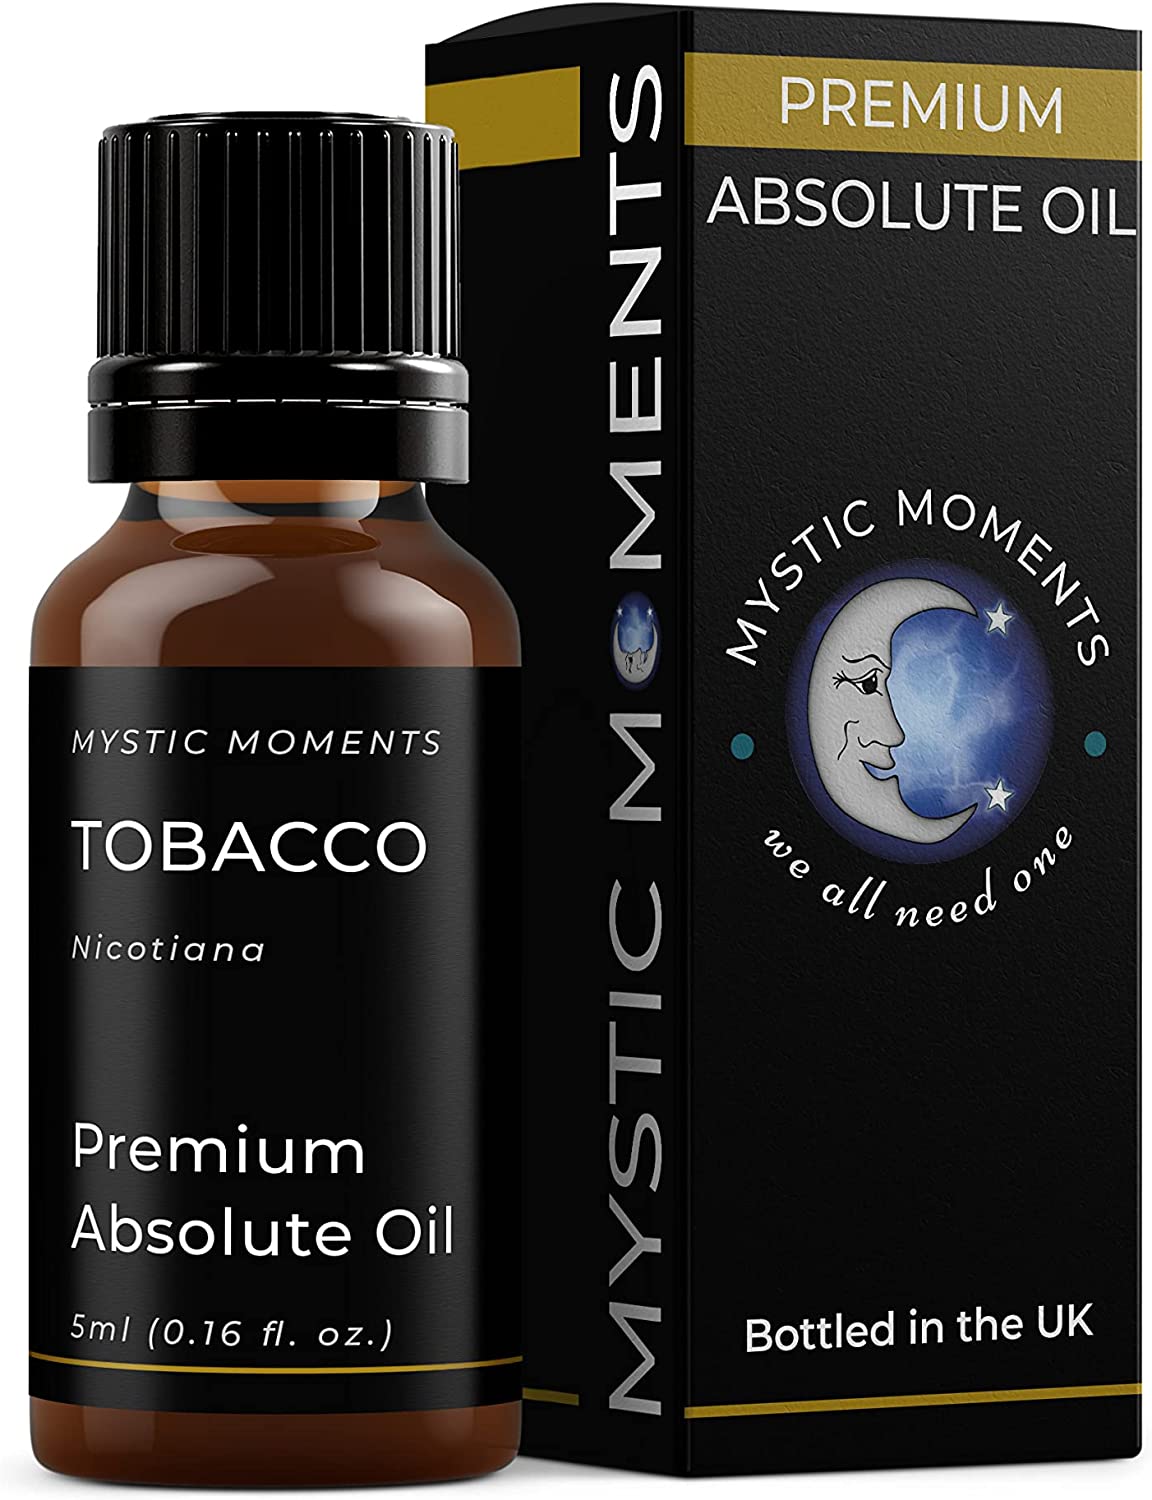 MYSTIC MOMENTS
TOBACCO
Nicotiana
Premium
Absolute Oil
5ml (0.16 fl. oz.)
MYSTIC MOMENTS
PREMIUM
ABSOLUTE OIL
MYSTIC MOMENTS
we all need one
Bottled in the UK